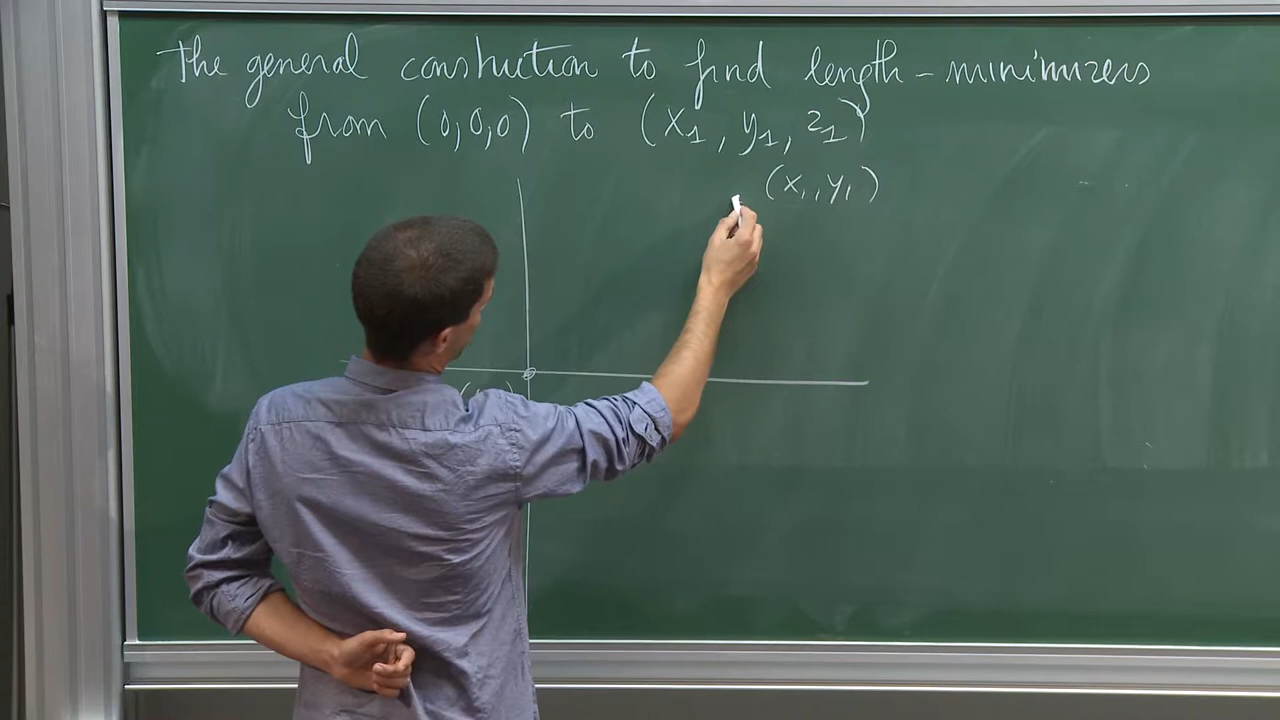 The general construction to find length-minimizers
from (0,0,0) to (x1, y1, z1)
(x1, y1)